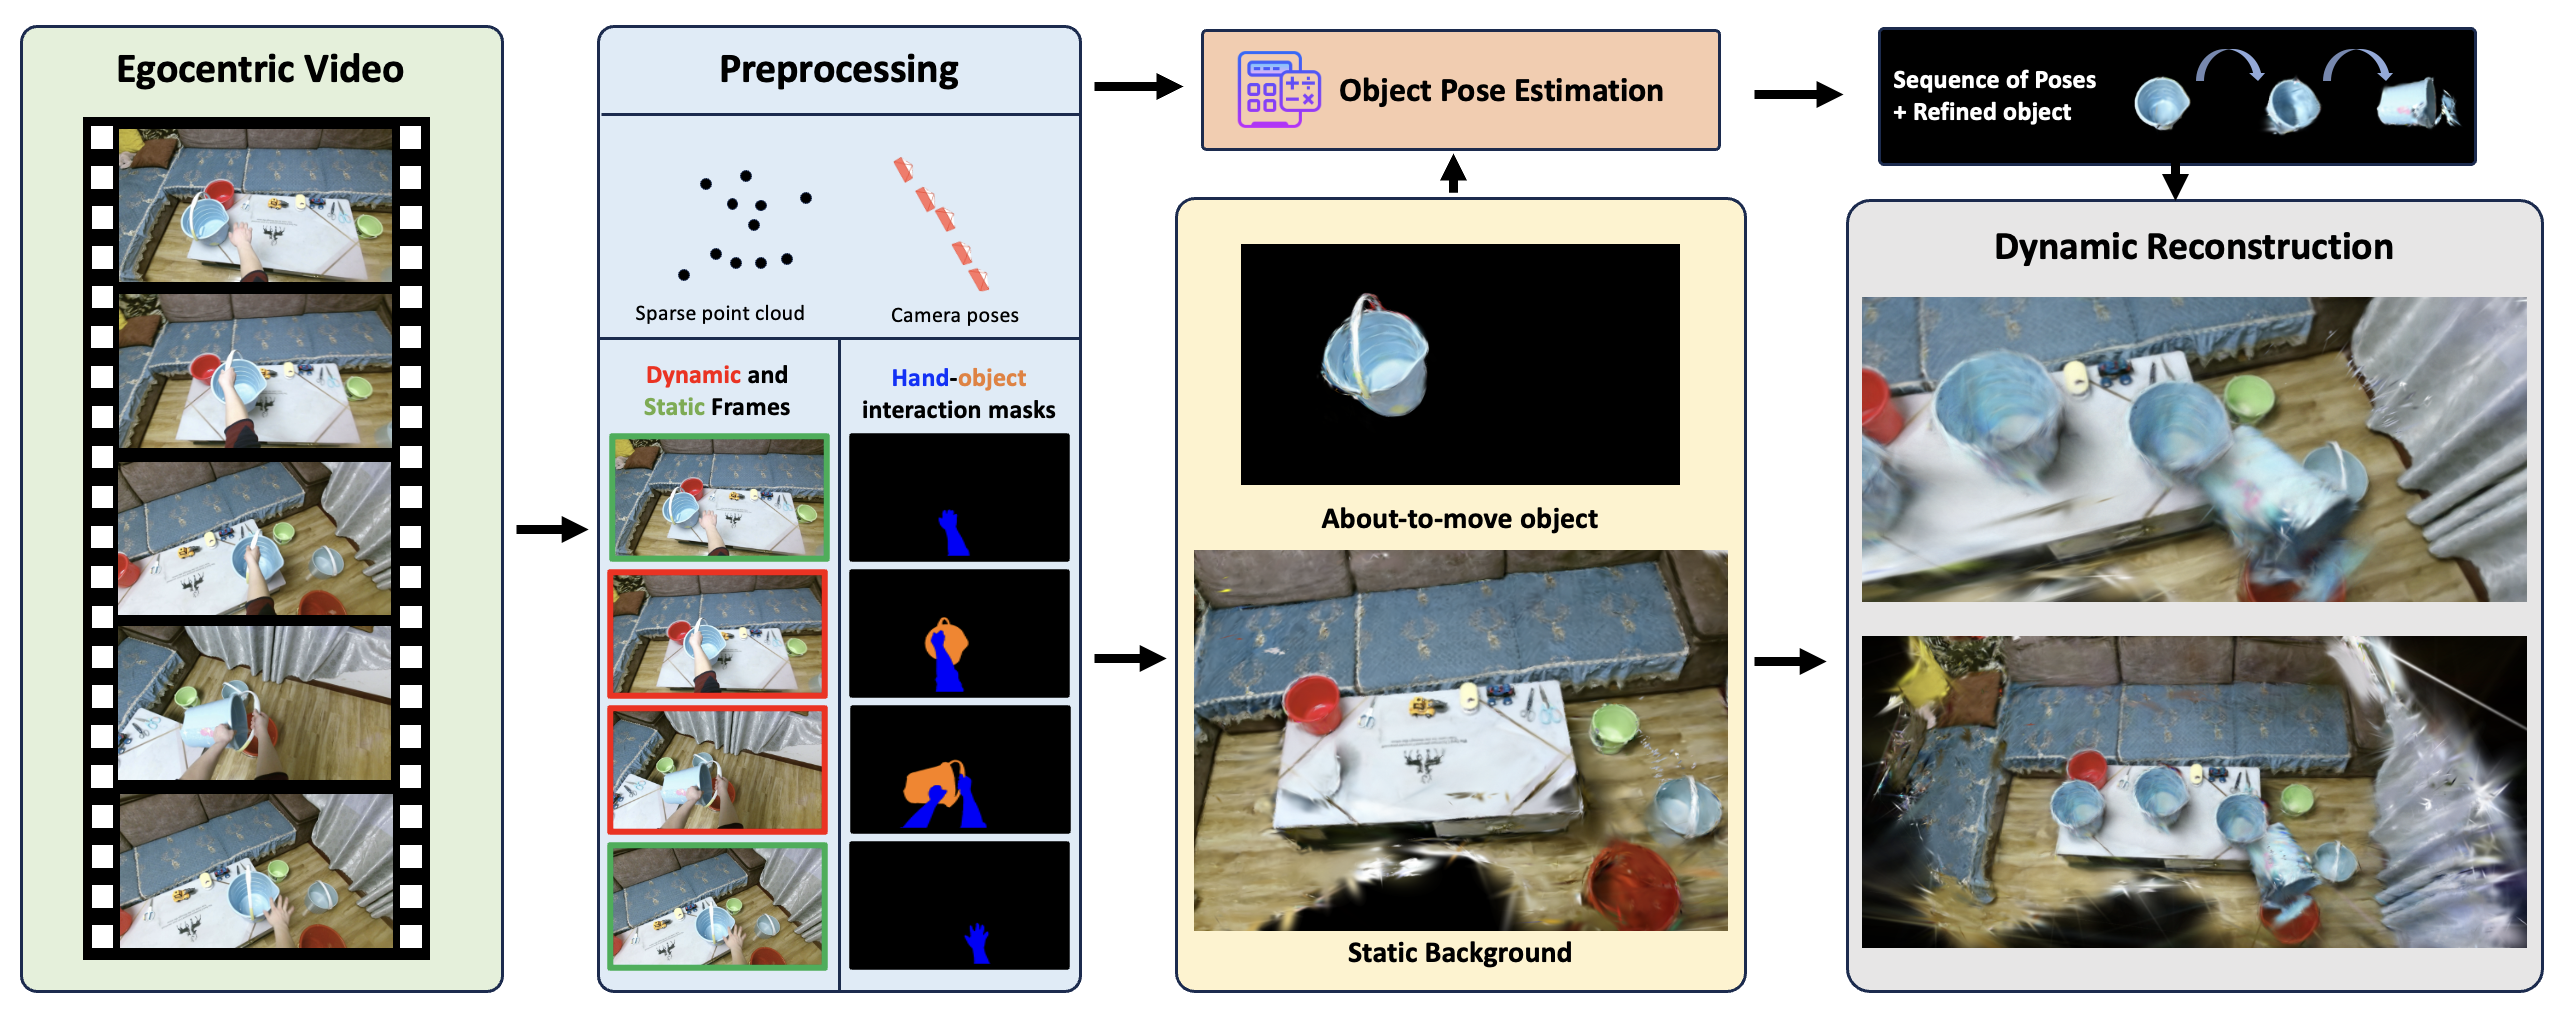 Egocentric Video
Preprocessing
Sparse point cloud
Camera poses
Dynamic and
Static Frames
Hand-object
interaction masks
Object Pose Estimation
About-to-move object
Static Background
Sequence of Poses
+ Refined object
Dynamic Reconstruction